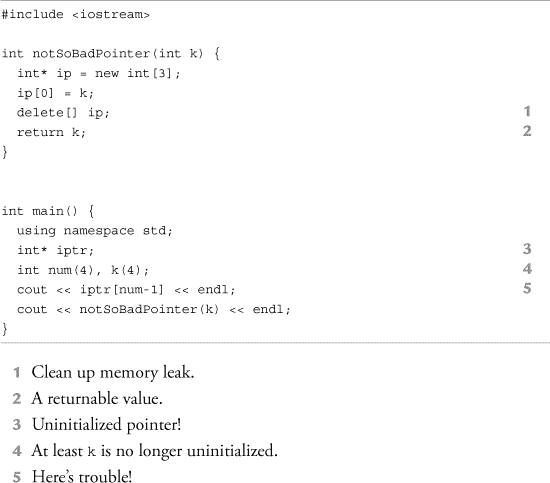 #include <iostream>
int notSoBadPointer(int k) {
int* ip = new int[3];
ip[0] = k;
delete[] ip; 1
return k; 2
}
int main() {
using namespace std;
int* iptr; 3
int num(4), k(4); 4
cout << iptr[num-1] << endl; 5
cout << notSoBadPointer(k) << endl;
}
1 Clean up memory leak.
2 A returnable value.
3 Uninitialized pointer!
4 At least k is no longer uninitialized.
5 Here's trouble!